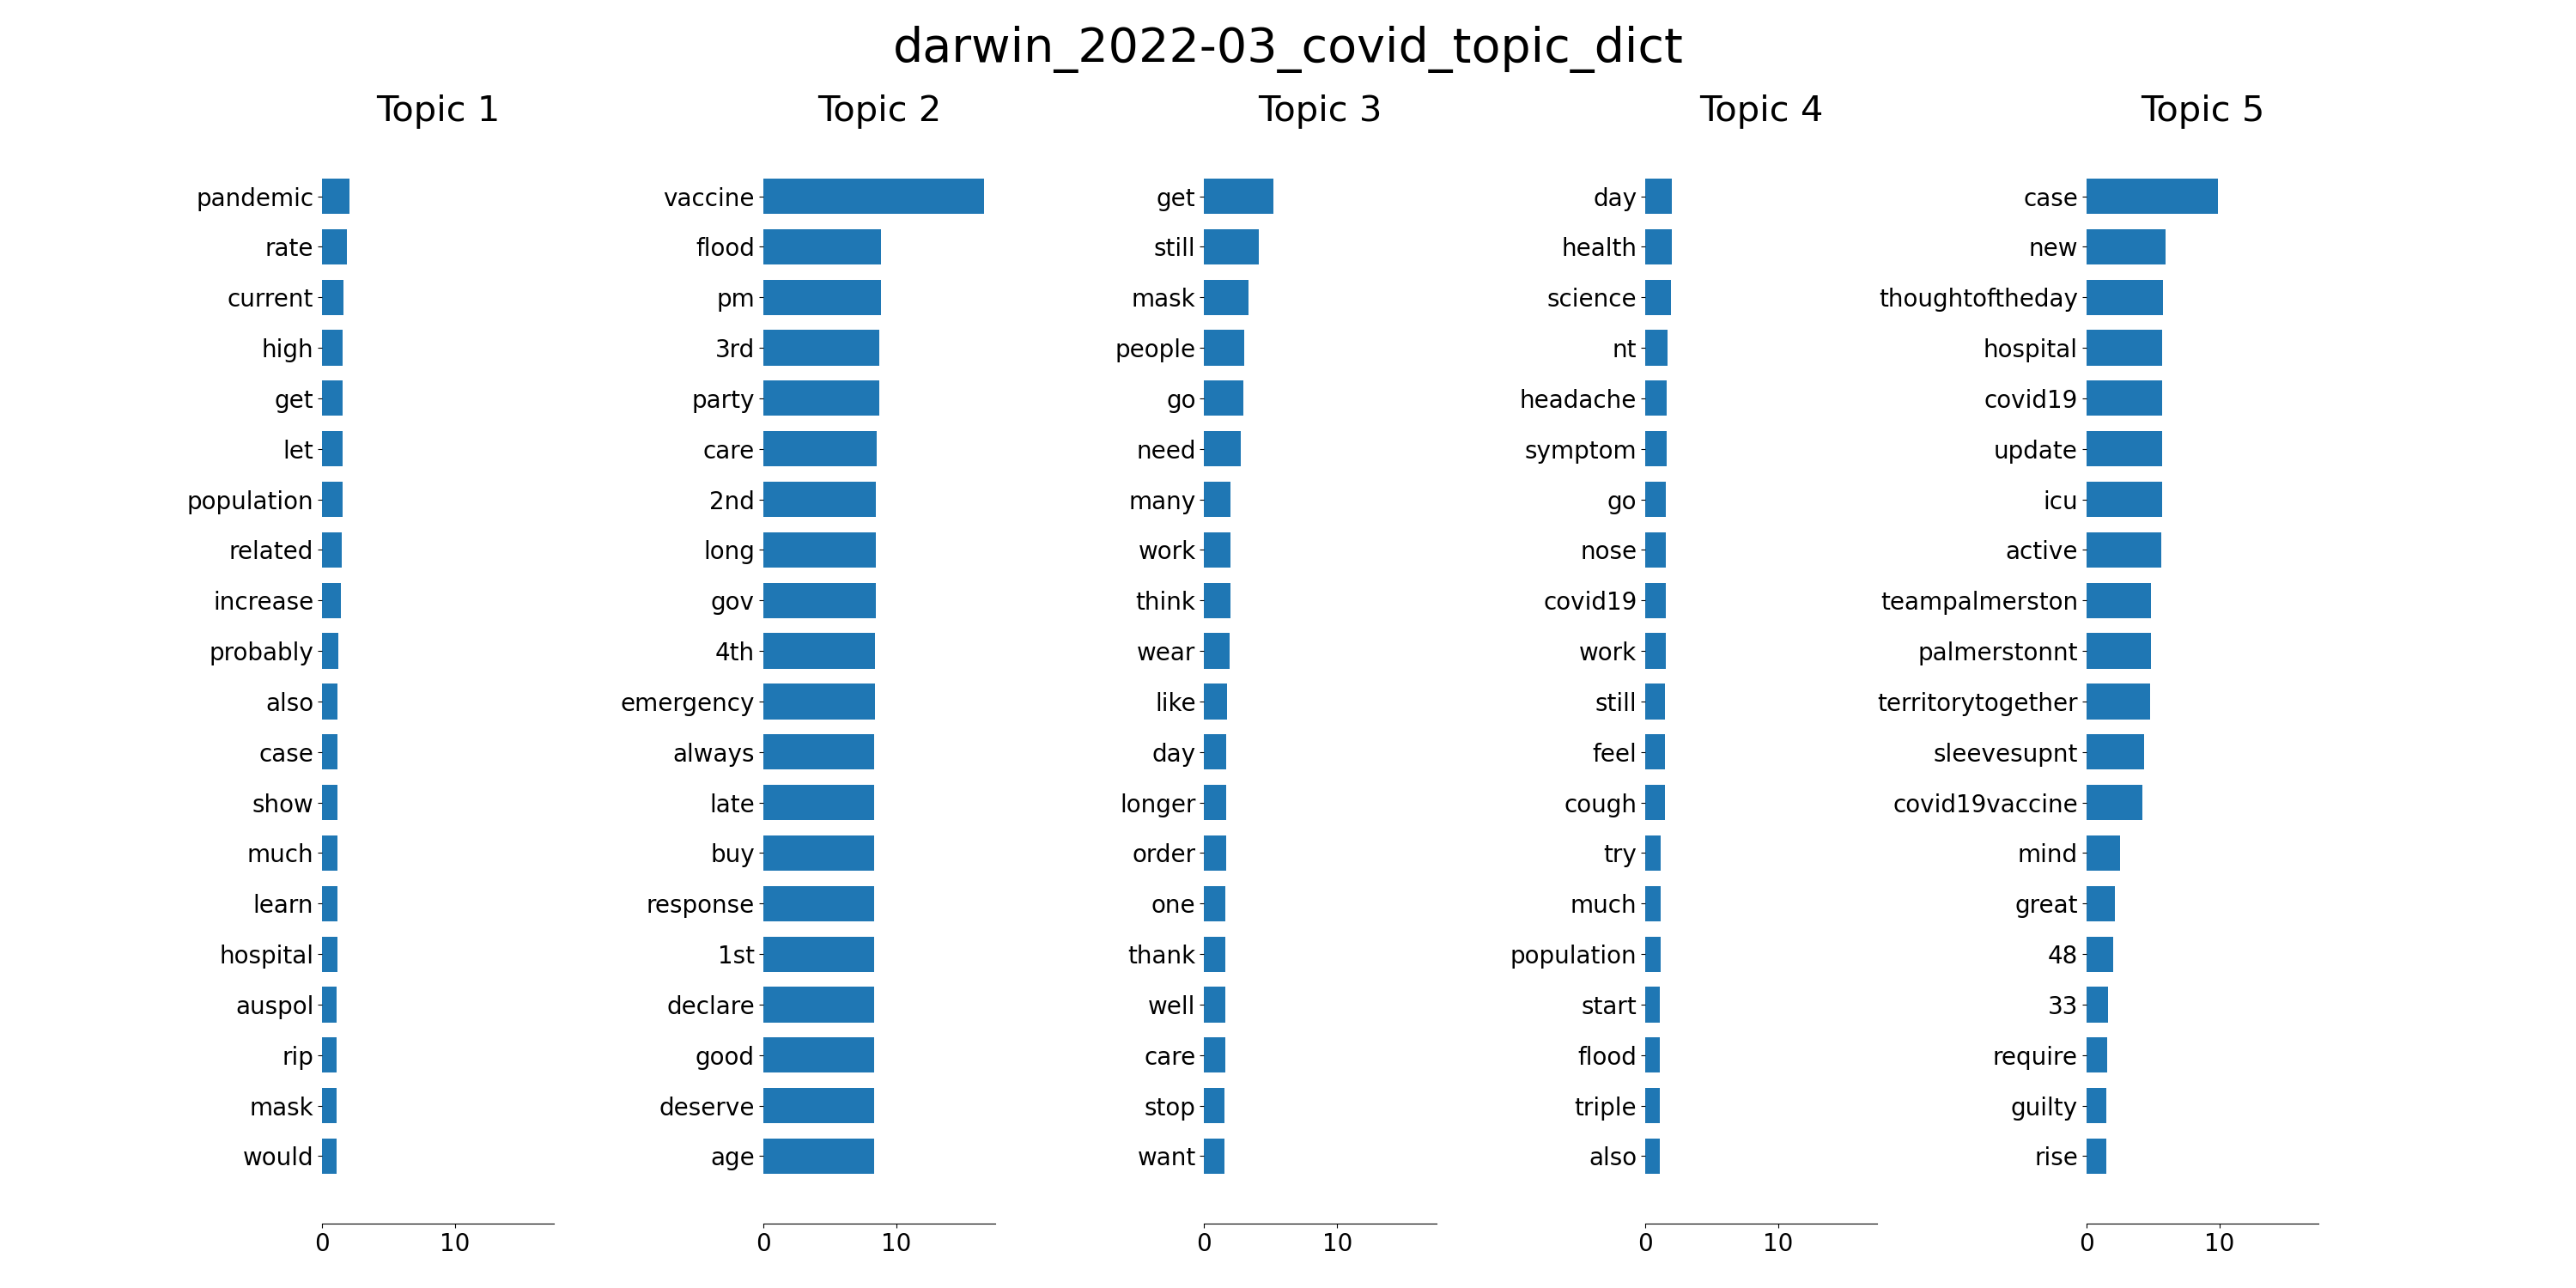 darwin_2022-03_covid_topic_dict
Topic 1
pandemic
rate
current
high
get
let
population
related
increase
probably
also
case
show
much
learn
hospital
auspol
rip
mask
would
0 10
Topic 2
vaccine
flood
pm
3rd
party
care
2nd
long
gov
4th
emergency
always
late
buy
response
1st
declare
good
deserve
age
0 10
Topic 3
get
still
mask
people
go
need
many
work
think
wear
like
day
longer
order
one
thank
well
care
stop
want
0 10
Topic 4
day
health
science
nt
headache
symptom
go
nose
covid19
work
still
feel
cough
try
much
population
start
flood
triple
also
0 10
Topic 5
case
new
thoughtoftheday
hospital
covid19
update
icu
active
teampalmerston
palmerstonnt
territorytogether
sleevesupnt
covid19vaccine
mind
great
48
33
require
guilty
rise
0 10